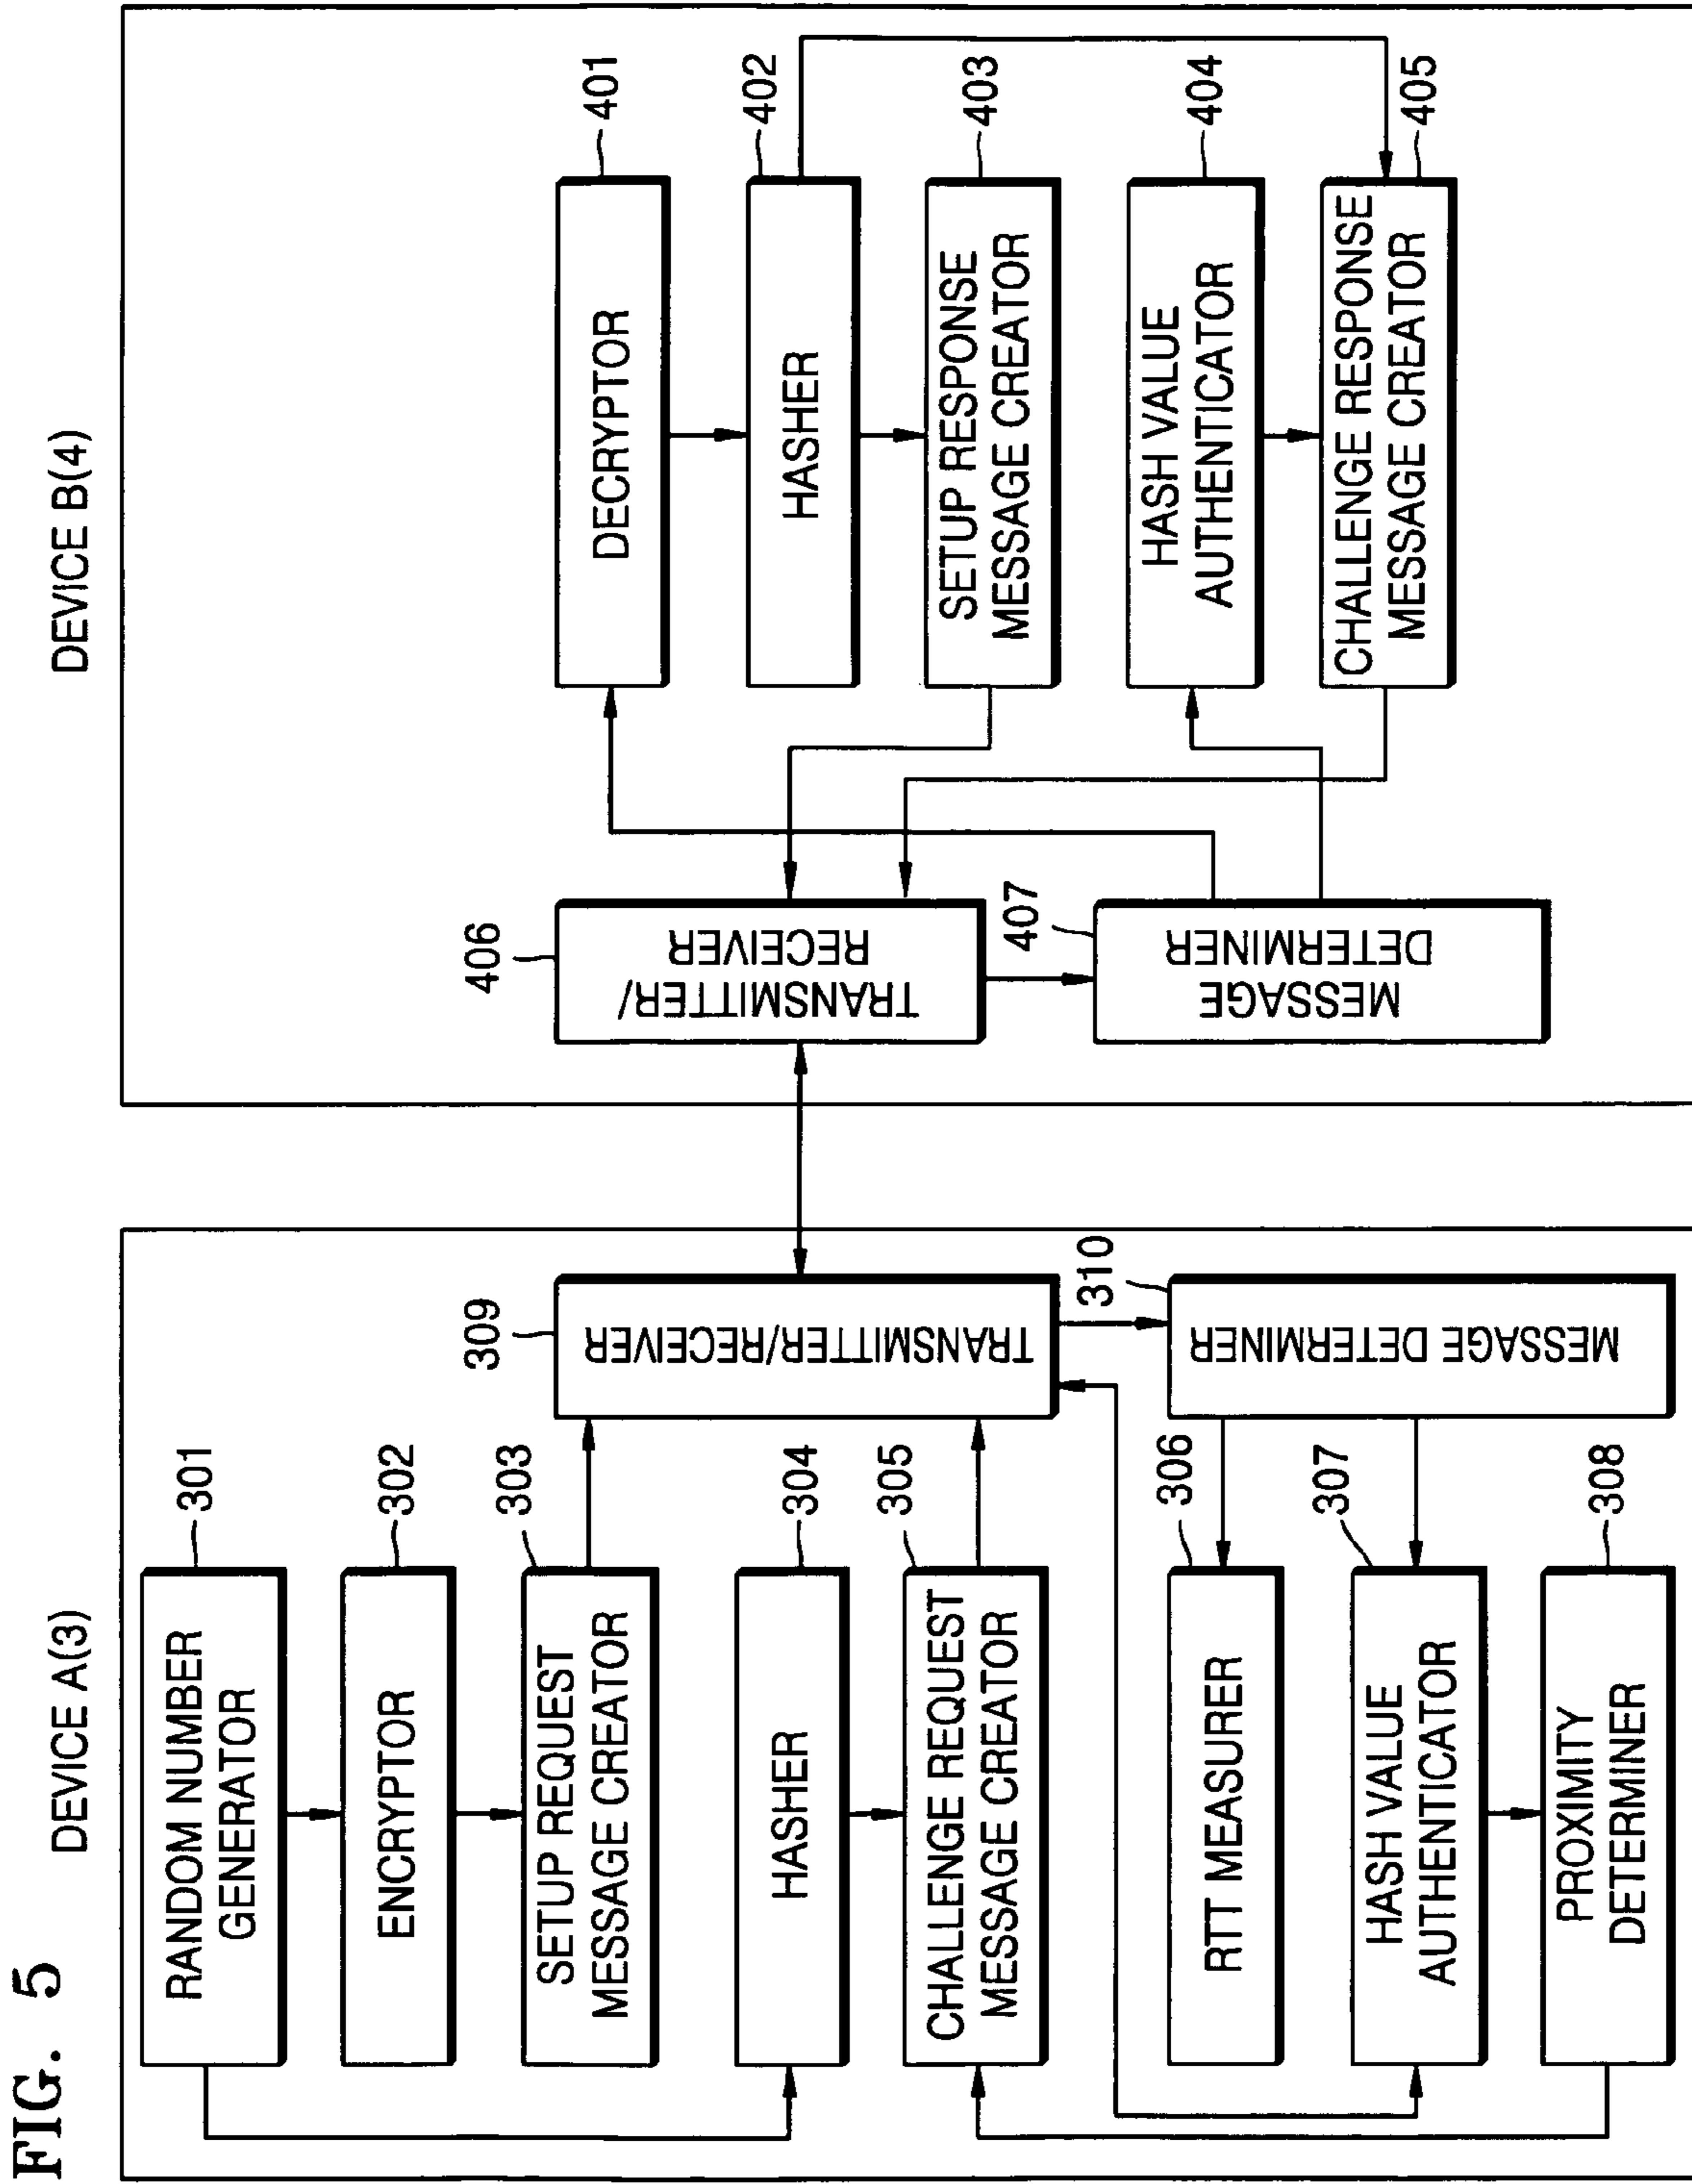 FIG. 5
DEVICE A(3)
RANDOM NUMBER
GENERATOR
301
ENCRYPTOR
302
SETUP REQUEST
MESSAGE CREATOR
303
HASHER
304
CHALLENGE REQUEST
MESSAGE CREATOR
305
RTT MEASURER
306
HASH VALUE
AUTHENTICATOR
307
PROXIMITY
DETERMINER
308
309
TRANSMITTER/RECEIVER
310
MESSAGE DETERMINER
DEVICE B(4)
406
TRANSMITTER/
RECEIVER
407
MESSAGE
DETERMINER
DECRYPTOR
401
HASHER
402
SETUP RESPONSE
MESSAGE CREATOR
403
HASH VALUE
AUTHENTICATOR
404
CHALLENGE RESPONSE
MESSAGE CREATOR
405